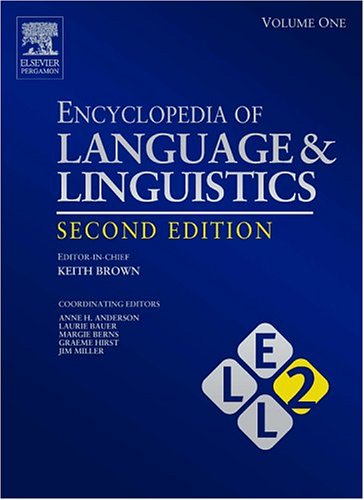 VOLUME ONE
ELSEVIER
PERGAMON
ENCYCLOPEDIA OF
LANGUAGE &
LINGUISTICS
SECOND EDITION
EDITOR-IN-CHIEF
KEITH BROWN
COORDINATING EDITORS
ANNE H. ANDERSON
LAURIE BAUER
MARGIE BERNS
GRAEME HIRST
JIM MILLER
E
L 2
L